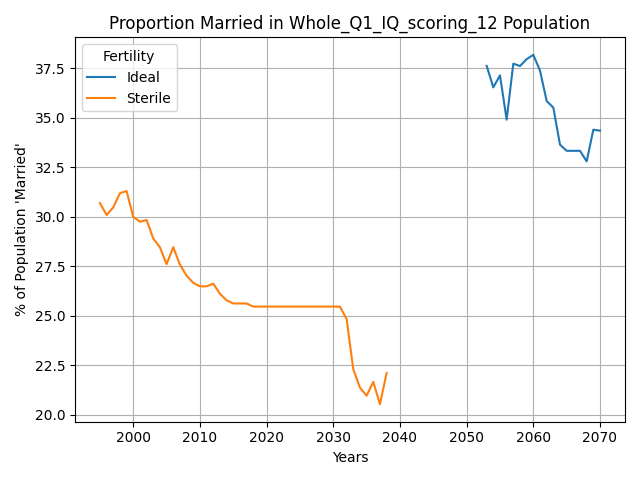 Proportion Married in Whole_Q1_IQ_scoring_12 Population
Fertility
Ideal
Sterile
% of Population 'Married'
37.5
35.0
32.5
30.0
27.5
25.0
22.5
20.0
2000 2010 2020 2030 2040 2050 2060 2070
Years